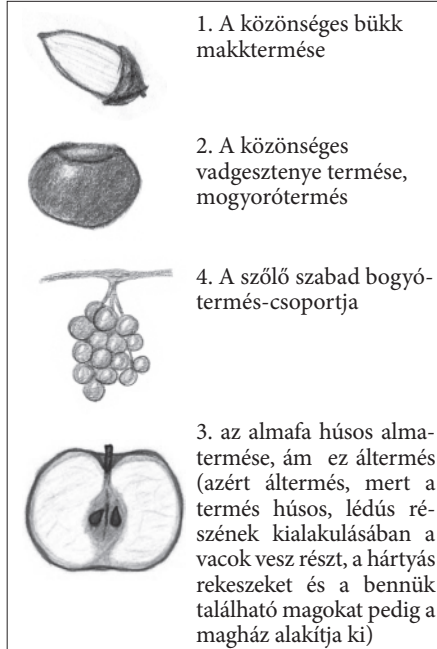 1. A közönséges bükk
makktermése
2. A közönséges
vadgesztenye termése,
mogyorótermés
4. A szőlő szabad bogyó-
termés-csoportja
3. az almafa húsos alma-
termése, ám ez áltermés
(azért áltermés, mert a
termés húsos, lédús ré-
szének kialakulásában a
vacok vesz részt, a hártyás
rekeszeket és a bennük
található magokat pedig a
magház alakítja ki)